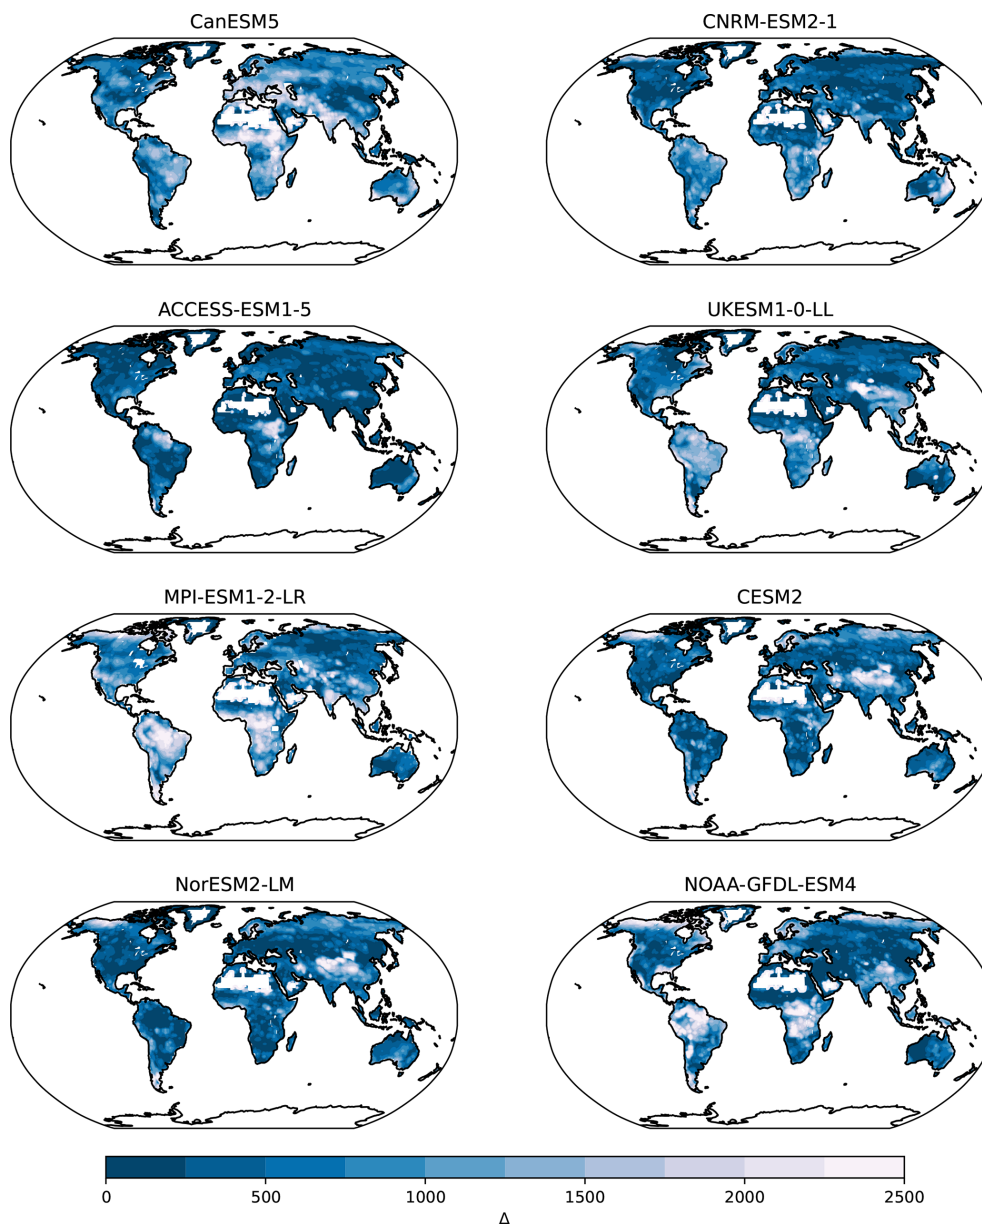 CanESM5
CNRM-ESM2-1
ACCESS-ESM1-5
UKESM1-0-LL
MPI-ESM1-2-LR
CESM2
NorESM2-LM
NOAA-GFDL-ESM4
0 500 1000 1500 2000 2500
Δ